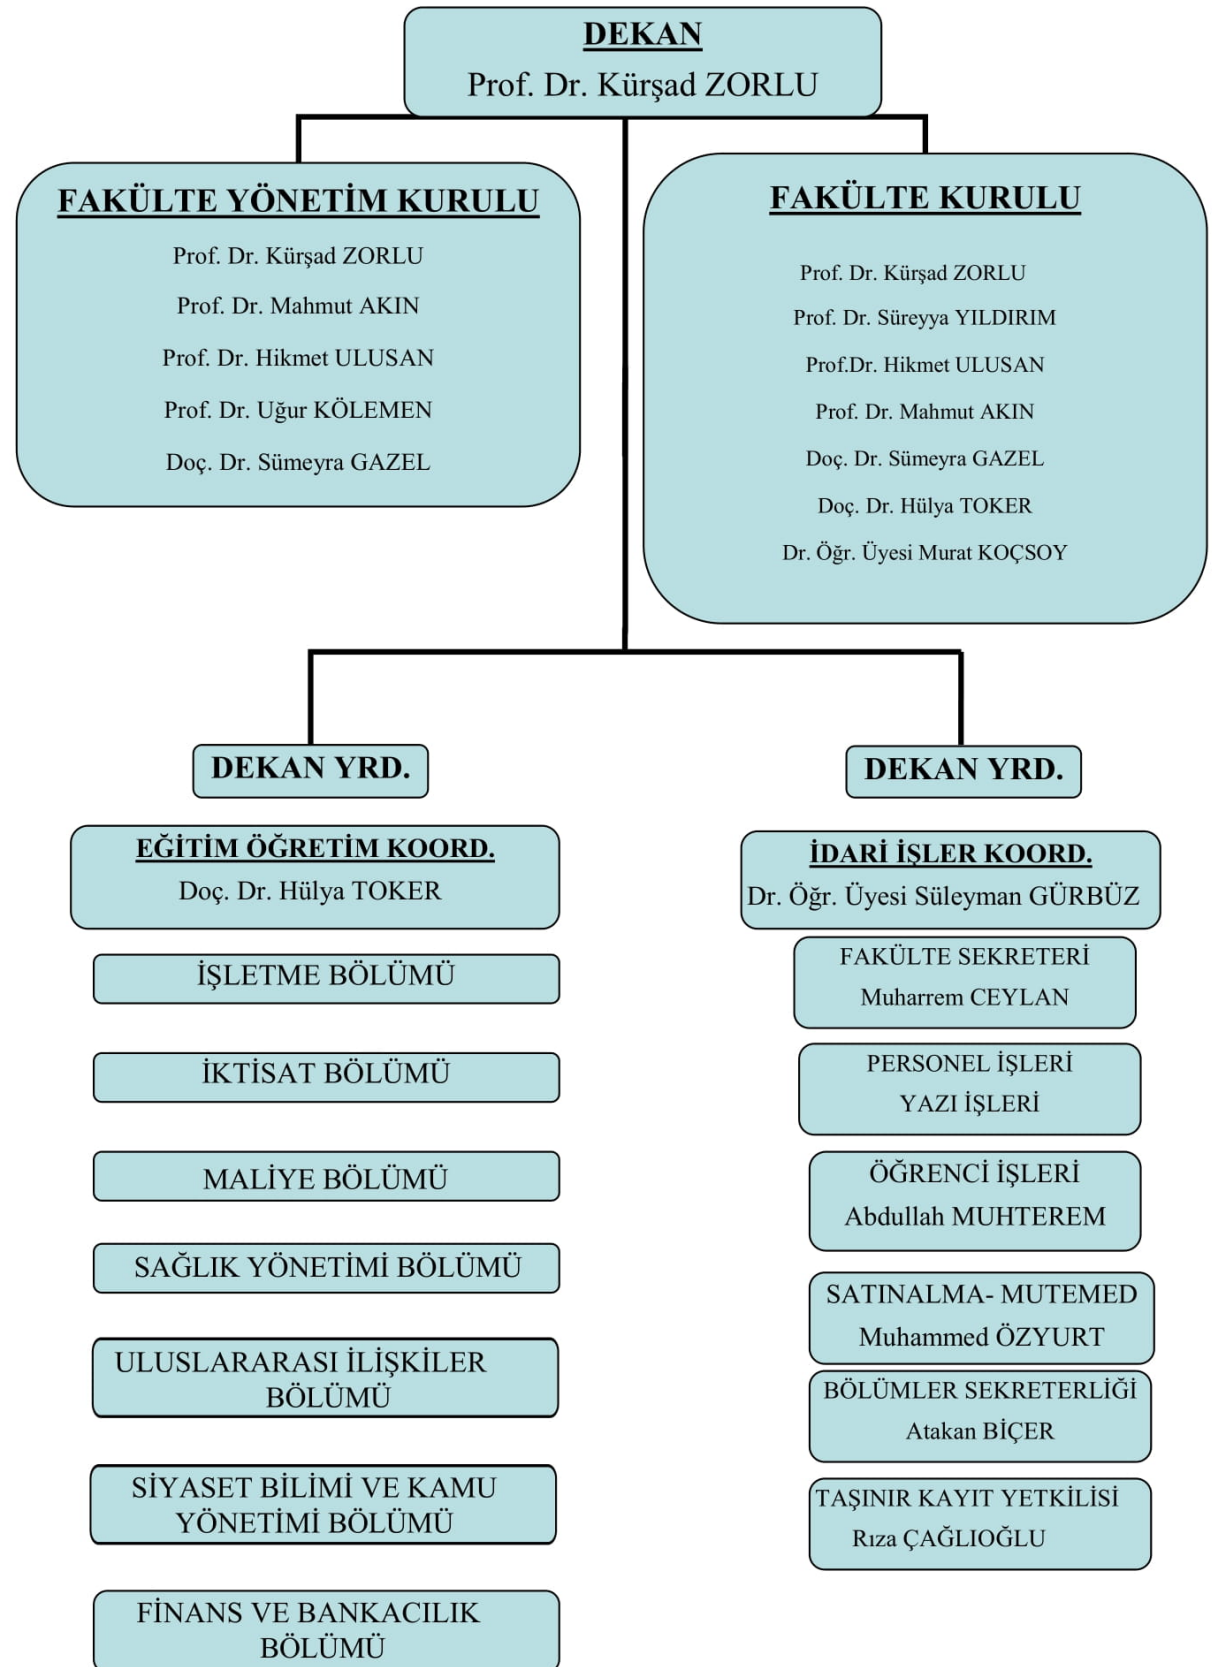 DEKAN
Prof. Dr. Kürşad ZORLU
FAKÜLTE YÖNETİM KURULU
Prof. Dr. Kürşad ZORLU
Prof. Dr. Mahmut AKIN
Prof. Dr. Hikmet ULUSAN
Prof. Dr. Uğur KÖLEMEN
Doç. Dr. Sümeyra GAZEL
FAKÜLTE KURULU
Prof. Dr. Kürşad ZORLU
Prof. Dr. Süreyya YILDIRIM
Prof.Dr. Hikmet ULUSAN
Prof. Dr. Mahmut AKIN
Doç. Dr. Sümeyra GAZEL
Doç. Dr. Hülya TOKER
Dr. Öğr. Üyesi Murat KOÇSOY
DEKAN YRD.
EĞİTİM ÖĞRETİM KOORD.
Doç. Dr. Hülya TOKER
İŞLETME BÖLÜMÜ
İKTİSAT BÖLÜMÜ
MALİYE BÖLÜMÜ
SAĞLIK YÖNETİMİ BÖLÜMÜ
ULUSLARARASI İLİŞKİLER
BÖLÜMÜ
SİYASET BİLİMİ VE KAMU
YÖNETİMİ BÖLÜMÜ
FİNANS VE BANKACILIK
BÖLÜMÜ
DEKAN YRD.
İDARİ İŞLER KOORD.
Dr. Öğr. Üyesi Süleyman GÜRBÜZ
FAKÜLTE SEKRETERİ
Muharrem CEYLAN
PERSONEL İŞLERİ
YAZI İŞLERİ
ÖĞRENCİ İŞLERİ
Abdullah MUHTEREM
SATINALMA- MUTEMED
Muhammed ÖZYURT
BÖLÜMLER SEKRETERLİĞİ
Atakan BİÇER
TAŞINIR KAYIT YETKİLİSİ
Rıza ÇAĞLIOĞLU